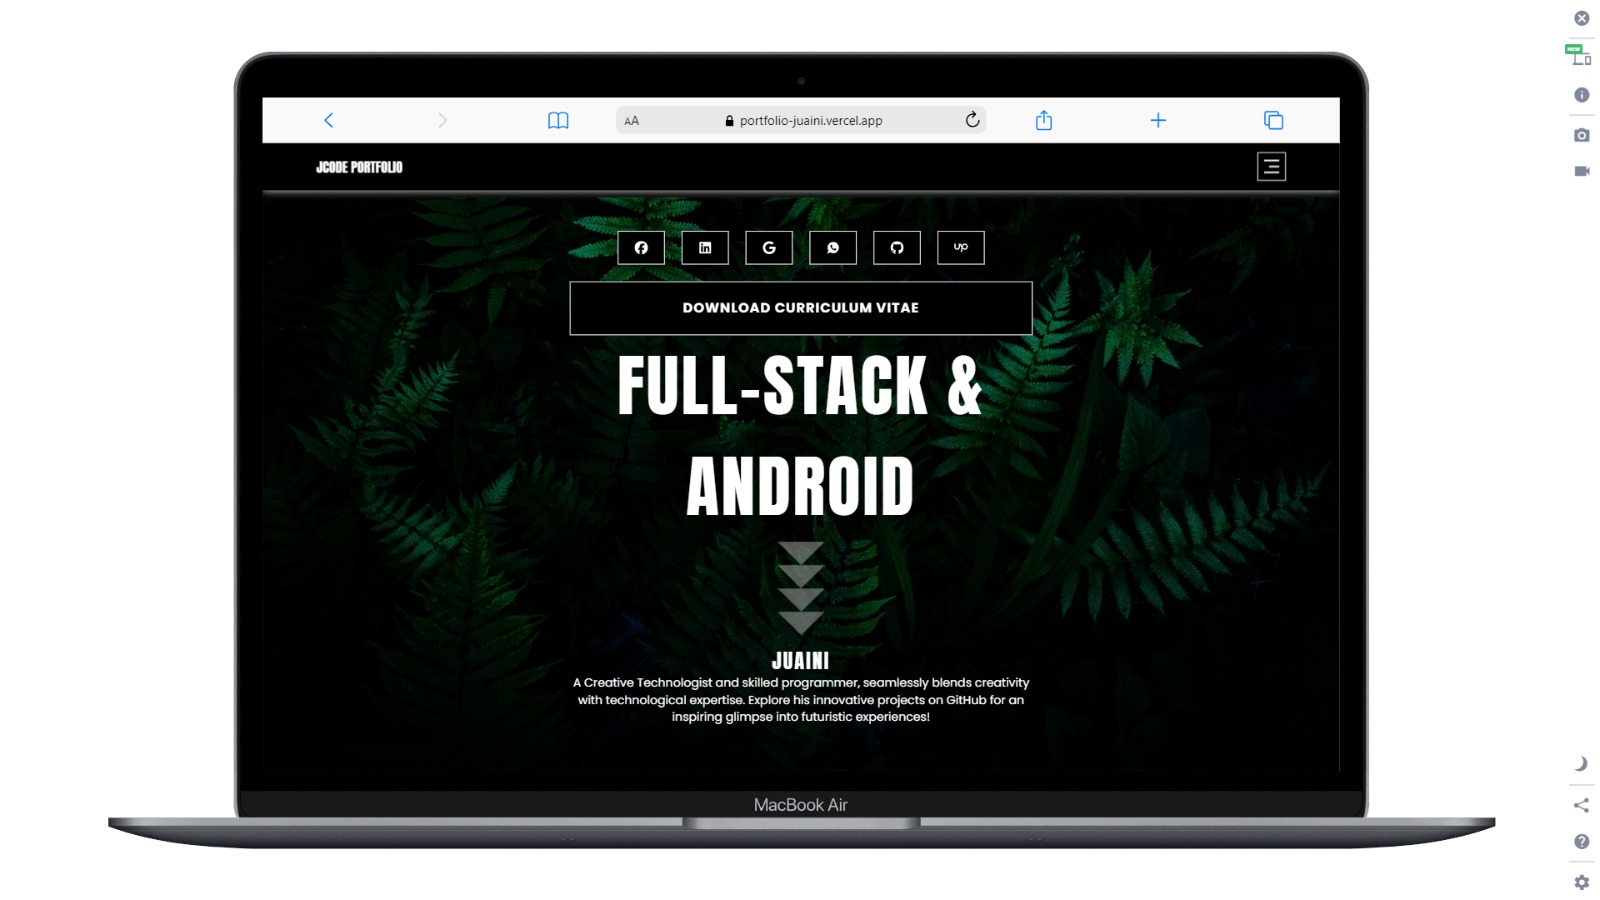 NEW
AA
portfolio-juaini.vercel.app
JCODE PORTFOLIO
up
DOWNLOAD CURRICULUM VITAE
FULL-STACK &
ANDROID
JUAINI
A Creative Technologist and skilled programmer, seamlessly blends creativity
with technological expertise. Explore his innovative projects on GitHub for an
inspiring glimpse into futuristic experiences!
MacBook Air